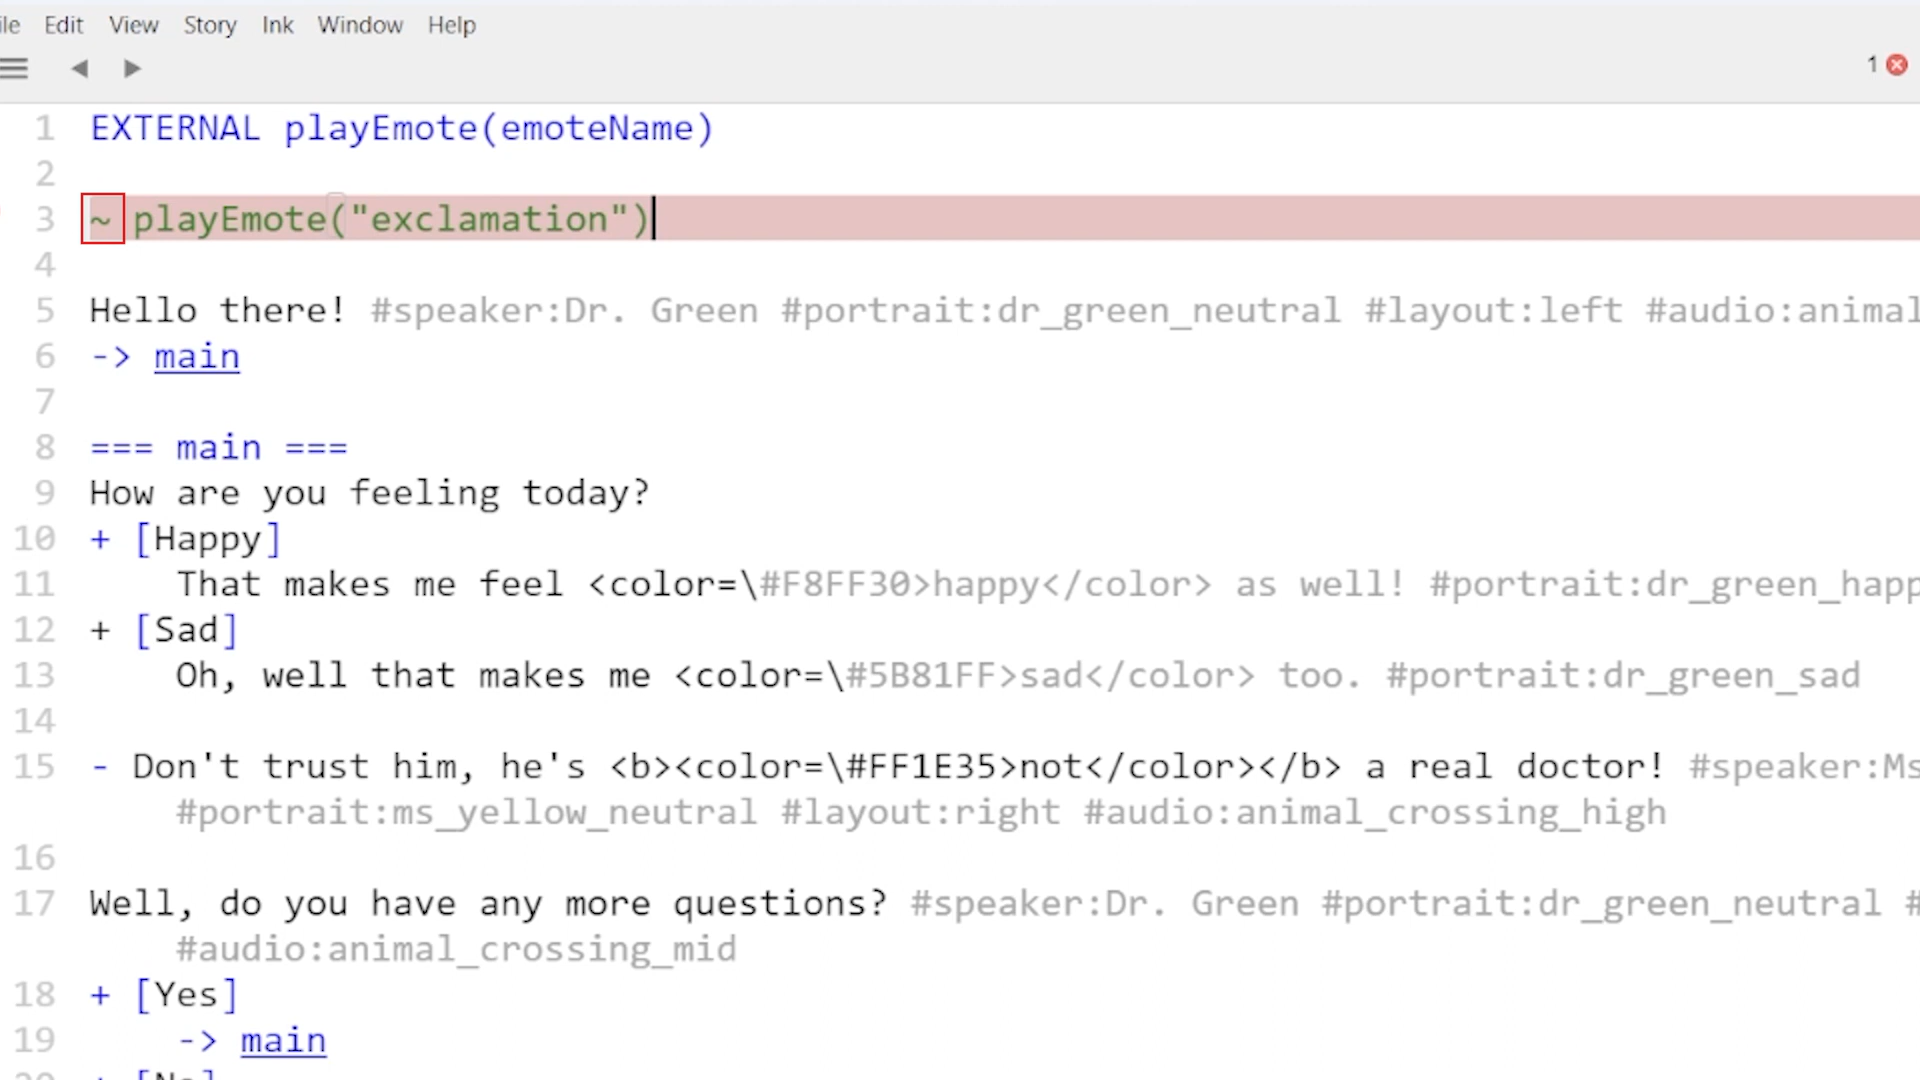 Edit View Story Ink Window Help
1
1 EXTERNAL playEmote(emoteName)
2
3 ~ playEmote("exclamation")
4
5 Hello there! #speaker:Dr. Green #portrait:dr_green_neutral #layout:left #audio:animal
6 -> main
7
8 === main ===
9 How are you feeling today?
10 + [Happy]
11 That makes me feel <color=\#F8FF30>happy</color> as well! #portrait:dr_green_happ
12 + [Sad]
13 Oh, well that makes me <color=\#5B81FF>sad</color> too. #portrait:dr_green_sad
14
15 - Don't trust him, he's <b><color=\#FF1E35>not</color></b> a real doctor! #speaker:Ms
#portrait:ms_yellow_neutral #layout:right #audio:animal_crossing_high
16
17 Well, do you have any more questions? #speaker:Dr. Green #portrait:dr_green_neutral #
#audio:animal_crossing_mid
18 + [Yes]
19 -> main